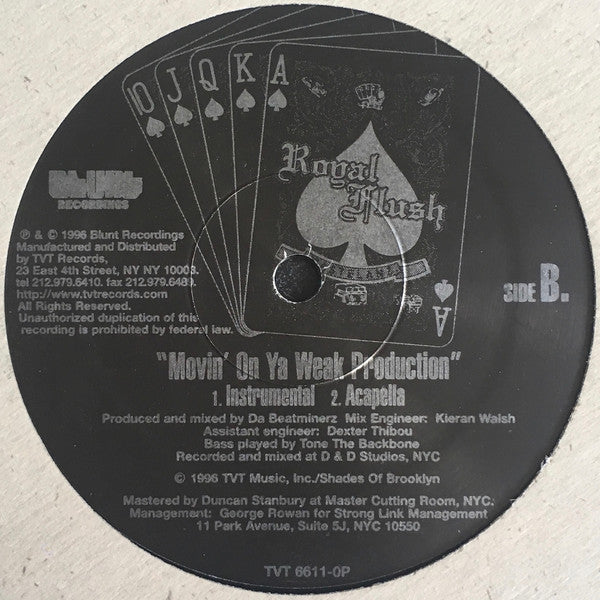 10 J Q K A
Royal
Flush
BLUNT
RECORDINGS
℗ & © 1996 Blunt Recordings
Manufactured and Distributed
by TVT Records,
23 East 4th Street, NY NY 10003.
tel 212.979.6410. fax 212.979.6489.
http://www.tvtrecords.com
All Rights Reserved.
Unauthorized duplication of this
recording is prohibited by federal law.
SIDE B.
A
"Movin' On Ya Weak Production"
1. Instrumental 2. Acapella
Produced and mixed by Da Beatminerz Mix Engineer: Kieran Walsh
Assistant engineer: Dexter Thibou
Bass played by Tone The Backbone
Recorded and mixed at D & D Studios, NYC
© 1996 TVT Music, Inc./Shades Of Brooklyn
Mastered by Duncan Stanbury at Master Cutting Room, NYC.
Management: George Rowan for Strong Link Management
11 Park Avenue, Suite 5J, NYC 10550
TVT 6611-0P